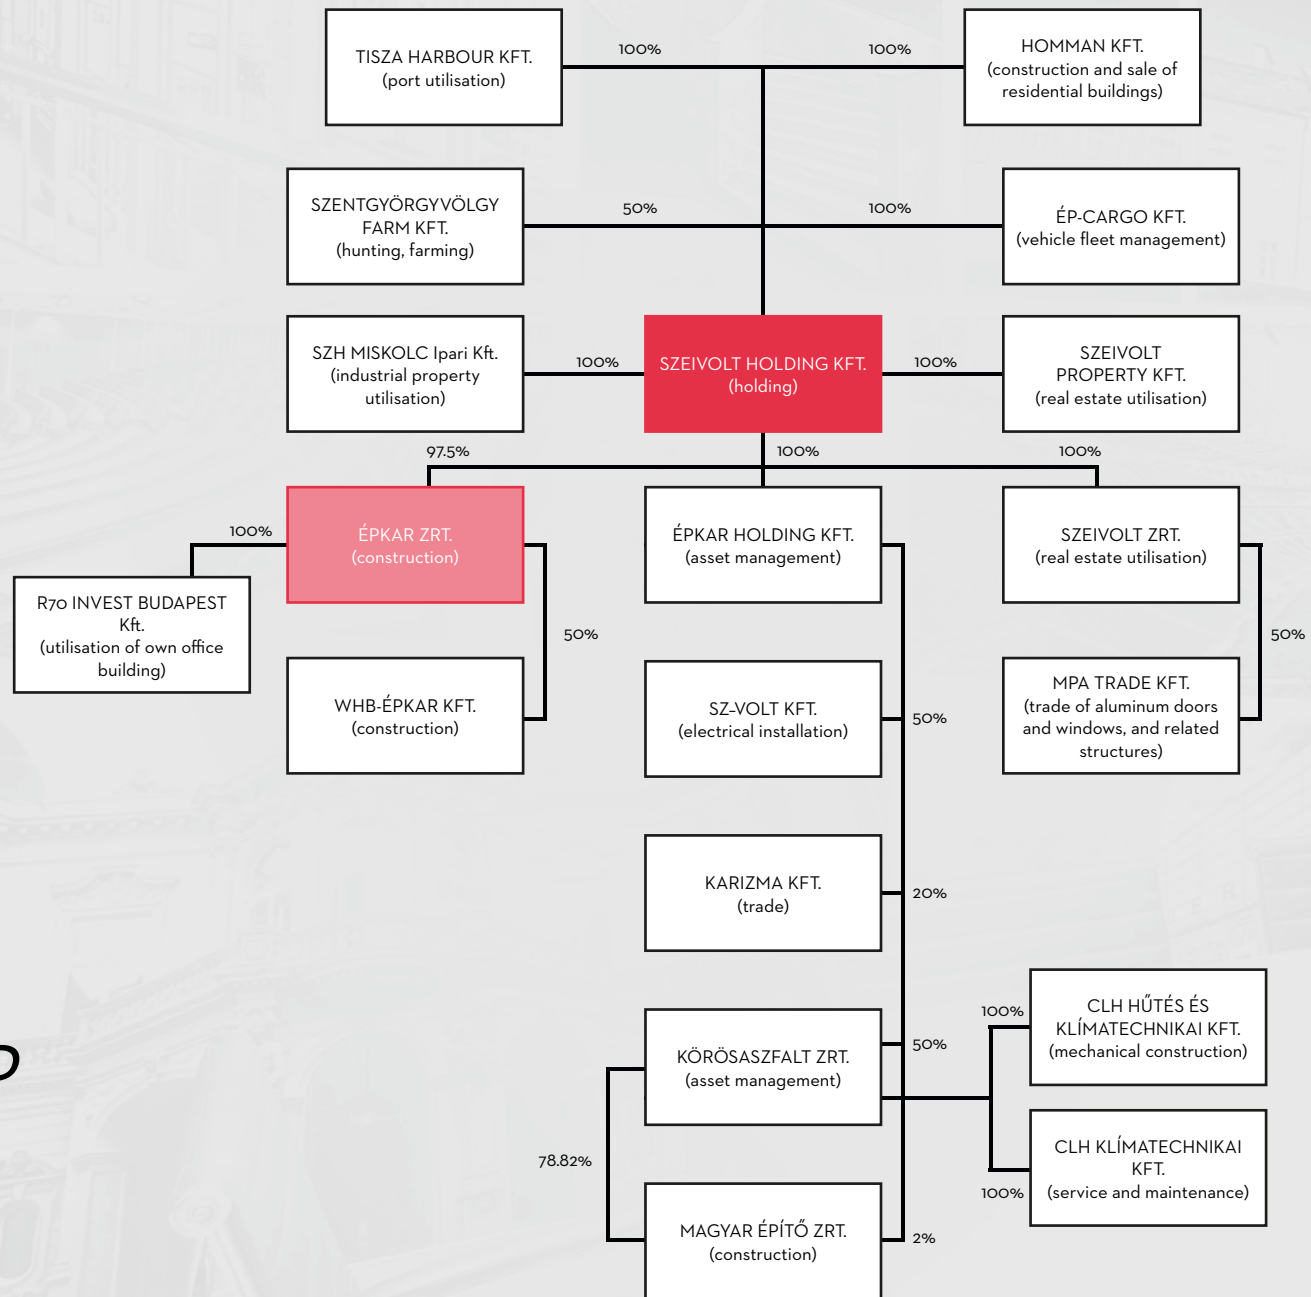 TISZA HARBOUR KFT.
(port utilisation)
100%
100%
HOMMAN KFT.
(construction and sale of
residential buildings)
SZENTGYÖRGYVÖLGY
FARM KFT.
(hunting, farming)
50%
100%
ÉP-CARGO KFT.
(vehicle fleet management)
SZH MISKOLC Ipari Kft.
(industrial property
utilisation)
100%
SZEIVOLT HOLDING KFT.
(holding)
100%
SZEIVOLT
PROPERTY KFT.
(real estate utilisation)
97.5%
100%
100%
100%
ÉPKAR ZRT.
(construction)
ÉPKAR HOLDING KFT.
(asset management)
SZEIVOLT ZRT.
(real estate utilisation)
R70 INVEST BUDAPEST
Kft.
(utilisation of own office
building)
50%
50%
WHB-ÉPKAR KFT.
(construction)
SZ-VOLT KFT.
(electrical installation)
50%
MPA TRADE KFT.
(trade of aluminum doors
and windows, and related
structures)
KARIZMA KFT.
(trade)
20%
KÖRÖSASZFALT ZRT.
(asset management)
50%
100%
CLH HŰTÉS ÉS
KLÍMATECHNIKAI KFT.
(mechanical construction)
78.82%
100%
CLH KLÍMATECHNIKAI
KFT.
(service and maintenance)
MAGYAR ÉPÍTŐ ZRT.
(construction)
2%